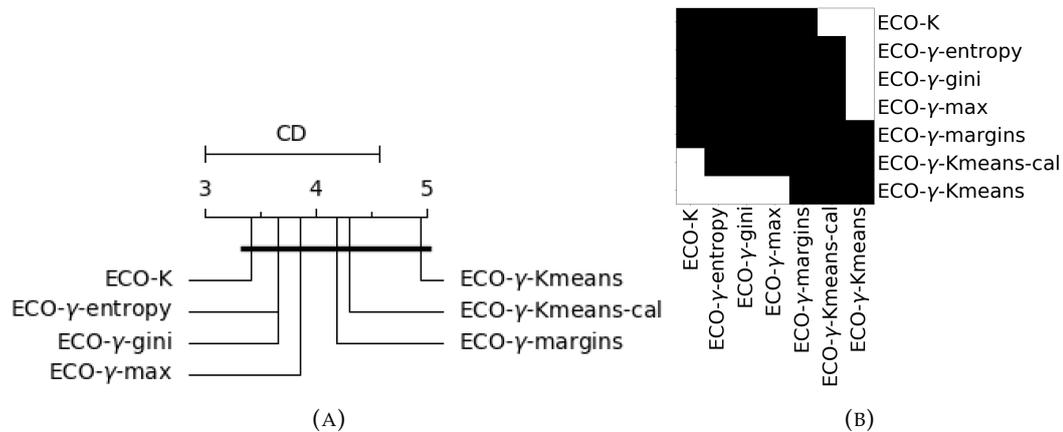 CD
3 4 5
ECO-K
ECO-γ-entropy
ECO-γ-gini
ECO-γ-max
ECO-γ-Kmeans
ECO-γ-Kmeans-cal
ECO-γ-margins
(A)
ECO-K
ECO-γ-entropy
ECO-γ-gini
ECO-γ-max
ECO-γ-margins
ECO-γ-Kmeans-cal
ECO-γ-Kmeans
ECO-K
ECO-γ-entropy
ECO-γ-gini
ECO-γ-max
ECO-γ-margins
ECO-γ-Kmeans-cal
ECO-γ-Kmeans
(B)